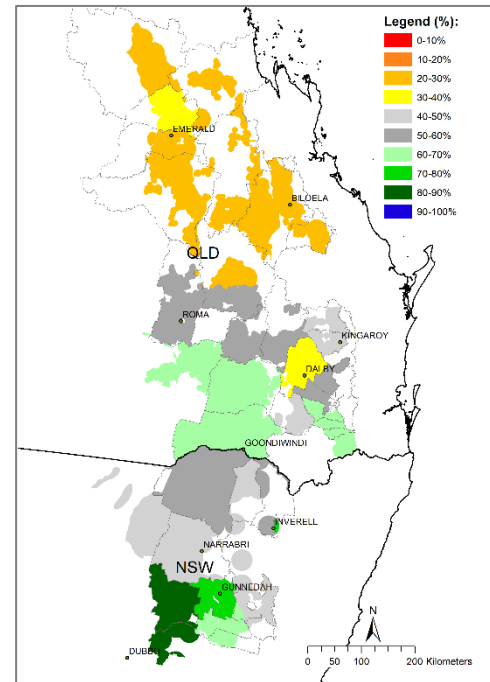 Legend (%):
0-10%
10-20%
20-30%
30-40%
40-50%
50-60%
60-70%
70-80%
80-90%
90-100%
EMERALD
BILOELA
QLD
ROMA
KINGAROY
DALBY
GOONDIWINDI
INVERELL
NARRABRI
NSW
GUNNEDAH
DUBBO
N
0 50 100 200 Kilometers